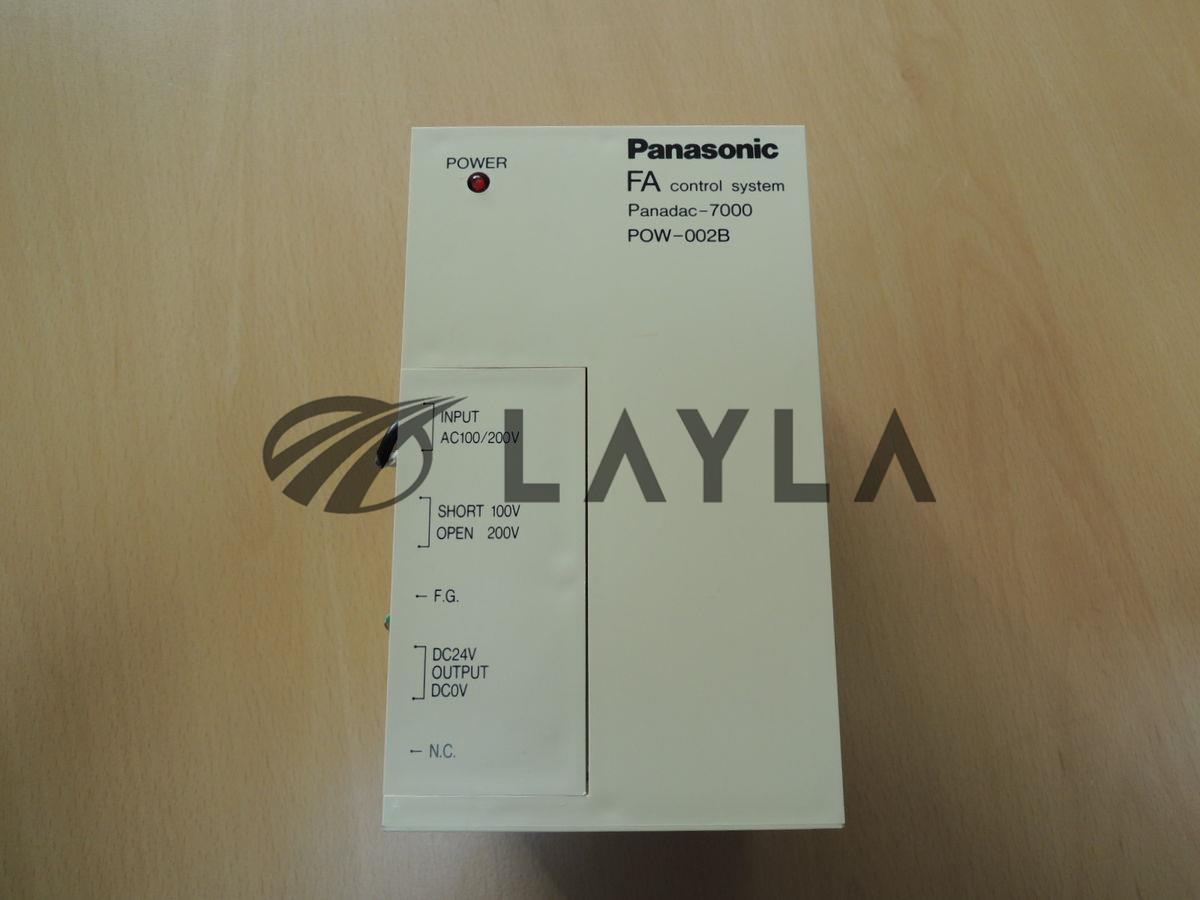 POWER
Panasonic
FA control system
Panadac-7000
POW-002B
INPUT
AC100/200V
LAYLA
SHORT 100V
OPEN 200V
← F.G.
DC24V
OUTPUT
DC0V
← N.C.